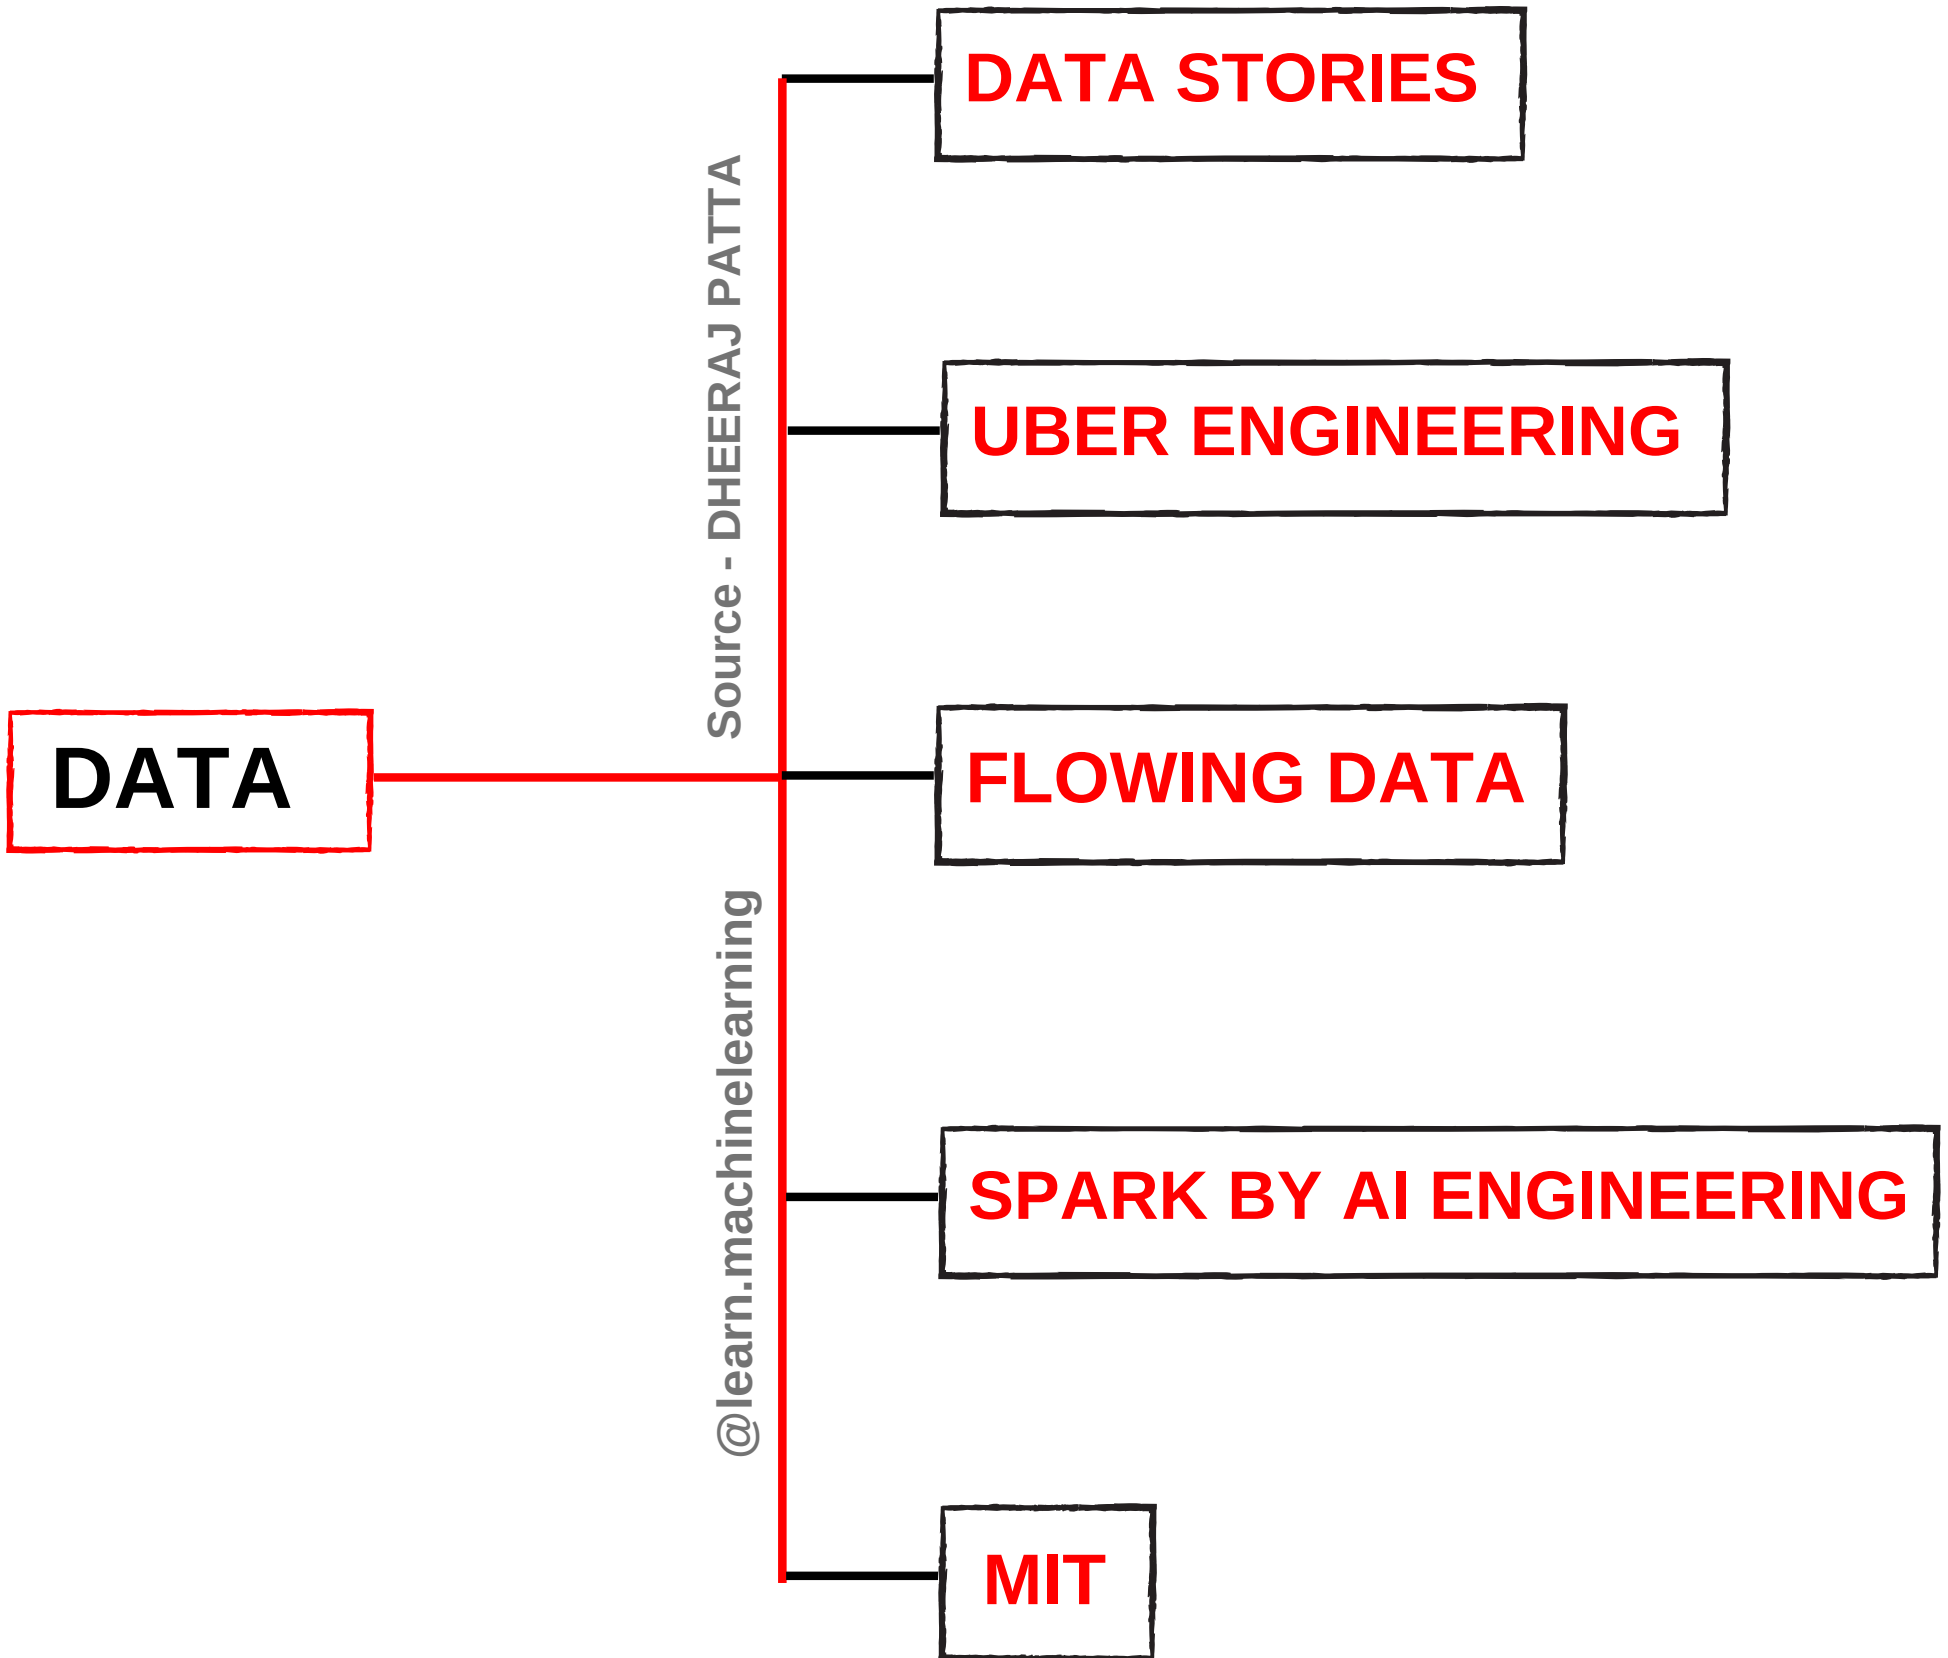 DATA STORIES
Source - DHEERAJ PATTA
UBER ENGINEERING
DATA
FLOWING DATA
@learn.machinelearning
SPARK BY AI ENGINEERING
MIT